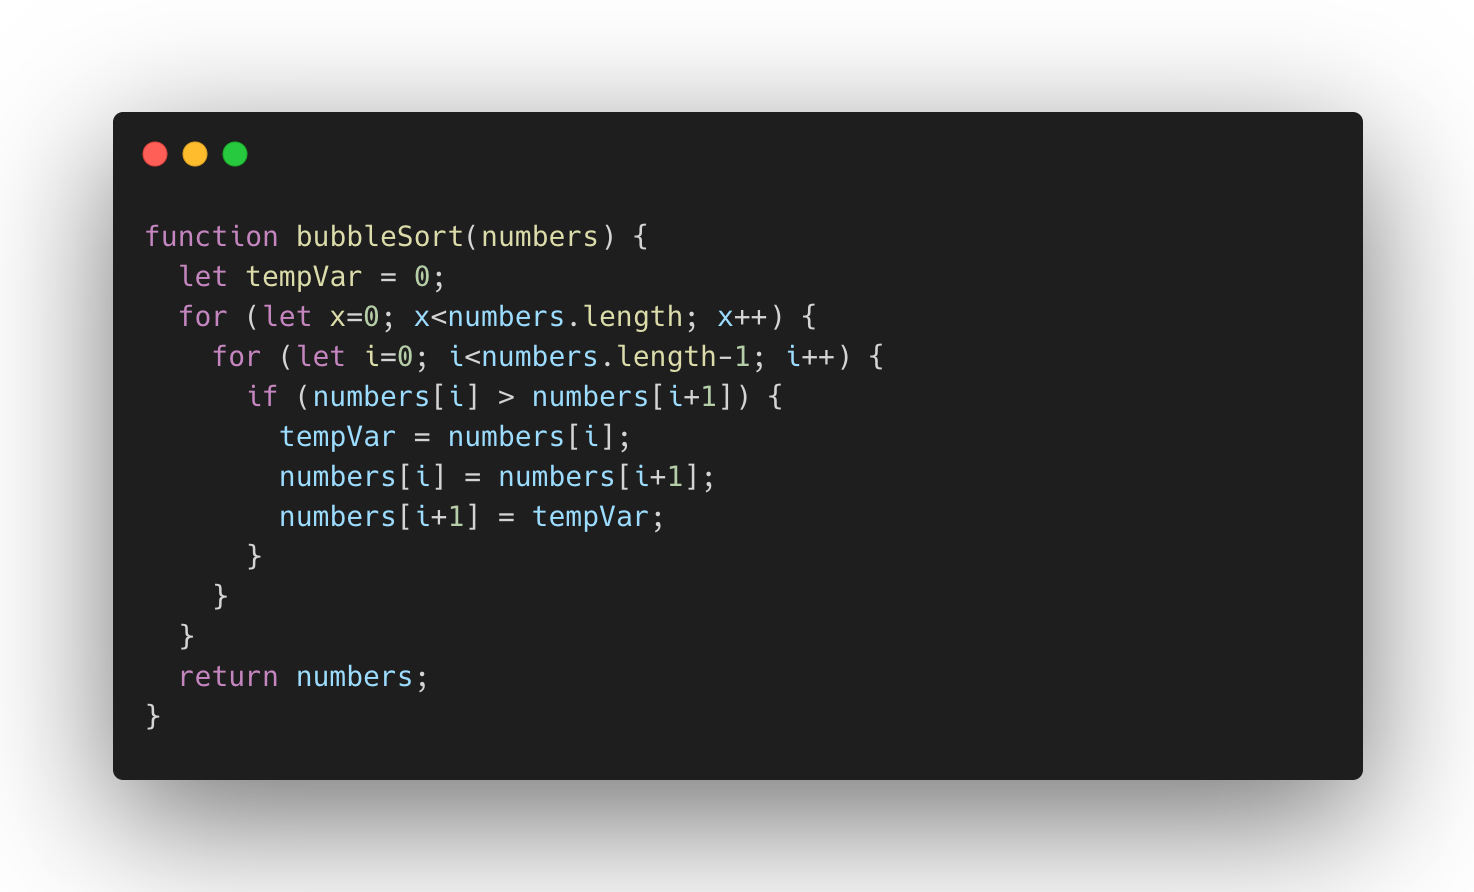 function bubbleSort(numbers) {
  let tempVar = 0;
  for (let x=0; x<numbers.length; x++) {
    for (let i=0; i<numbers.length-1; i++) {
      if (numbers[i] > numbers[i+1]) {
        tempVar = numbers[i];
        numbers[i] = numbers[i+1];
        numbers[i+1] = tempVar;
      }
    }
  }
  return numbers;
}